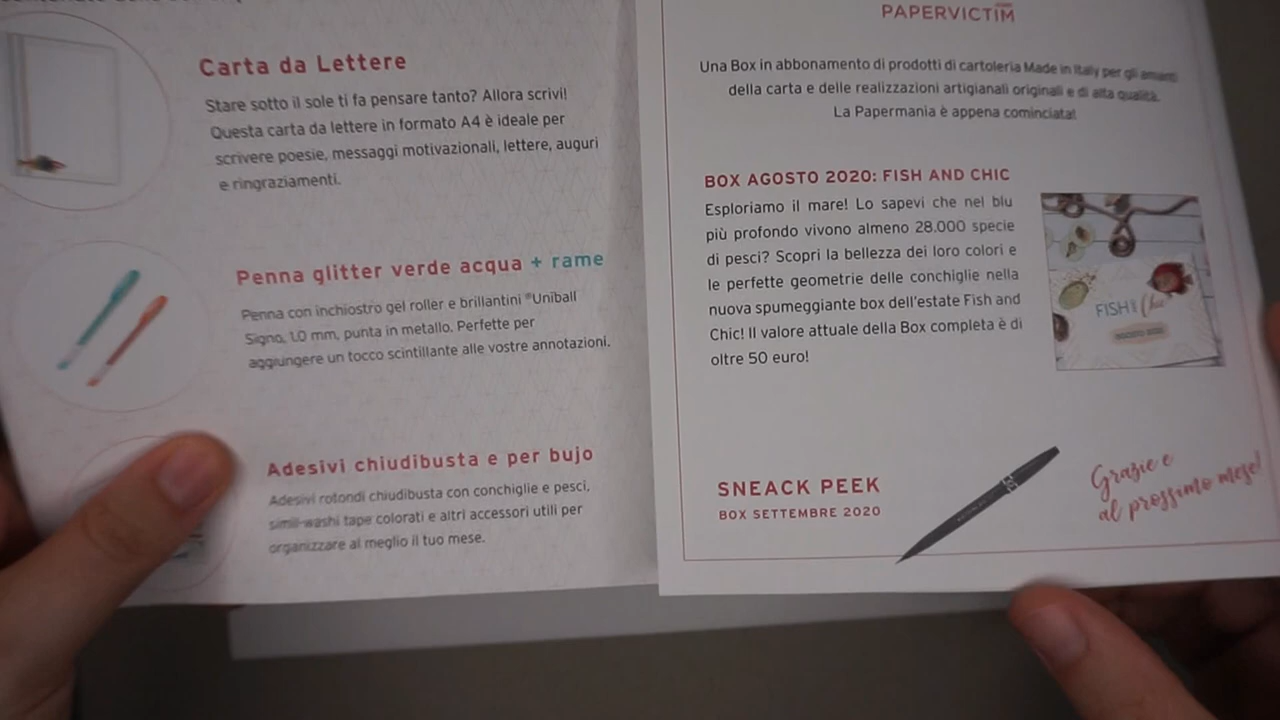 Carta da Lettere
Stare sotto il sole ti fa pensare tanto? Allora scrivi!
Questa carta da lettere in formato A4 è ideale per
scrivere poesie, messaggi motivazionali, lettere, auguri
e ringraziamenti.
Penna glitter verde acqua + rame
Penna con inchiostro gel roller e brillantini ®Uniball
Signo, 1.0 mm, punta in metallo. Perfette per
aggiungere un tocco scintillante alle vostre annotazioni.
Adesivi chiudibusta e per bujo
Adesivi rotondi chiudibusta con conchiglie e pesci,
simil-washi tape colorati e altri accessori utili per
organizzare al meglio il tuo mese.
PAPERVICTIM
Una Box in abbonamento di prodotti di cartoleria Made in Italy per gli amanti
della carta e delle realizzazioni artigianali originali e di alta qualità.
La Papermania è appena cominciata!
BOX AGOSTO 2020: FISH AND CHIC
Esploriamo il mare! Lo sapevi che nel blu
più profondo vivono almeno 28.000 specie
di pesci? Scopri la bellezza dei loro colori e
le perfette geometrie delle conchiglie nella
nuova spumeggiante box dell'estate Fish and
Chic! Il valore attuale della Box completa è di
oltre 50 euro!
FISH and Chic
AGOSTO 2020
SNEACK PEEK
BOX SETTEMBRE 2020
Grazie e
al prossimo mese!